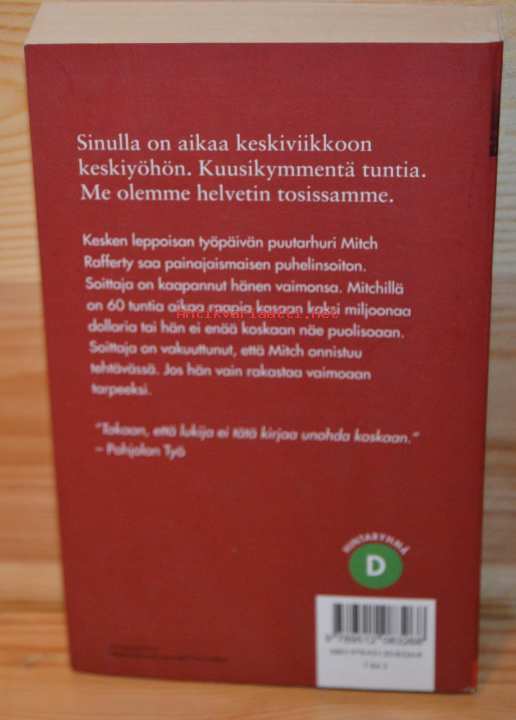 Sinulla on aikaa keskiviikkoon
keskiyöhön. Kuusikymmentä tuntia.
Me olemme helvetin tosissamme.
Kesken leppoisan työpäivän puutarhuri Mitch
Rafferty saa painajaismaisen puhelinsoiton.
Soittaja on kaapannut hänen vaimonsa. Mitchillä
on 60 tuntia aikaa raapia kasaan kaksi miljoonaa
Antikvariaatti.net
dollaria tai hän ei enää koskaan näe puolisoaan.
Soittaja on vakuuttunut, että Mitch onnistuu
tehtävässä. Jos hän vain rakastaa vaimoaan
tarpeeksi.
"Takaan, että lukija ei tätä kirjaa unohda koskaan."
– Pohjolan Työ
HINTARYHMÄ
D